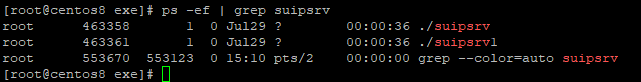 [root@centos8 exe]# ps -ef | grep suipsrv
root      463358       1  0 Jul29 ?        00:00:36 ./suipsrv
root      463361       1  0 Jul29 ?        00:00:36 ./suipsrv1
root      553670  553123  0 15:10 pts/2    00:00:00 grep --color=auto suipsrv
[root@centos8 exe]#